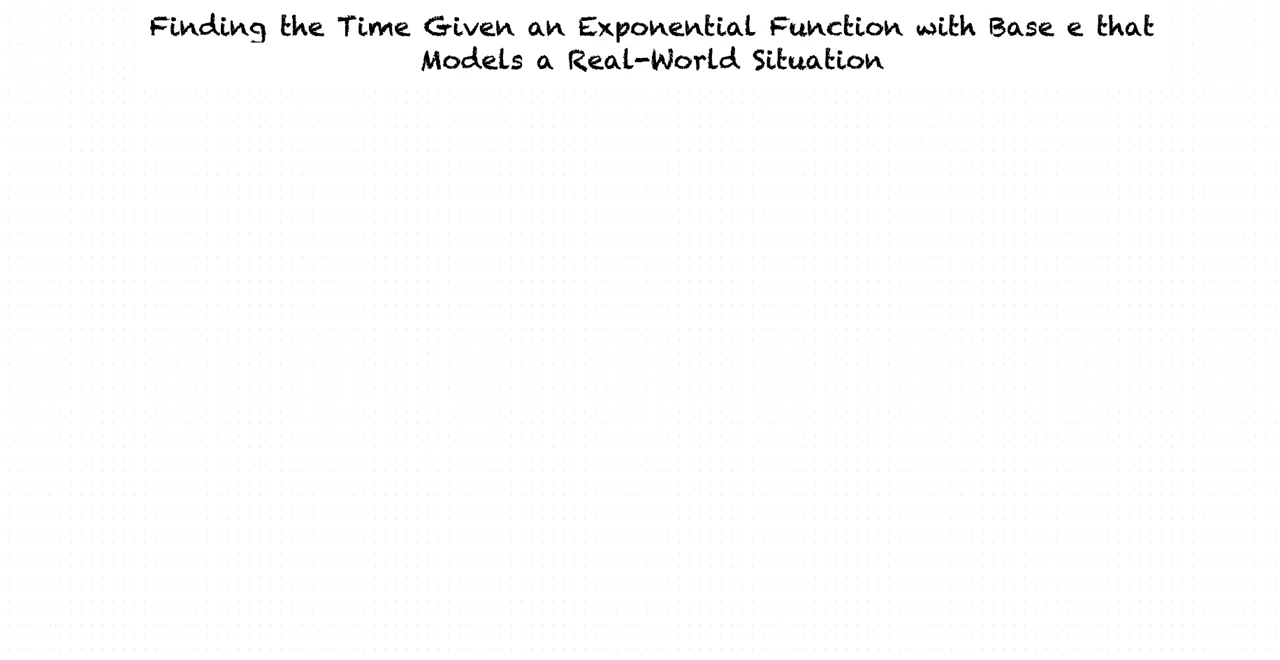 Finding the Time Given an Exponential Function with Base e that
Models a Real-World Situation